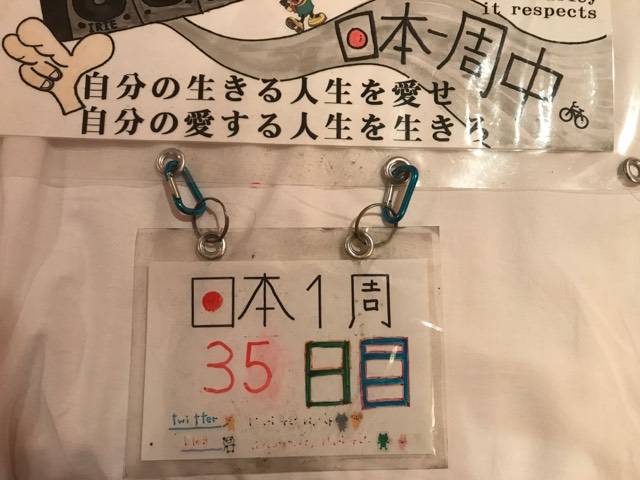 it respects
IRIE
日本一周中
自分の生きる人生を愛せ
自分の愛する人生を生きろ
日本1周
35日目
twitter
blog